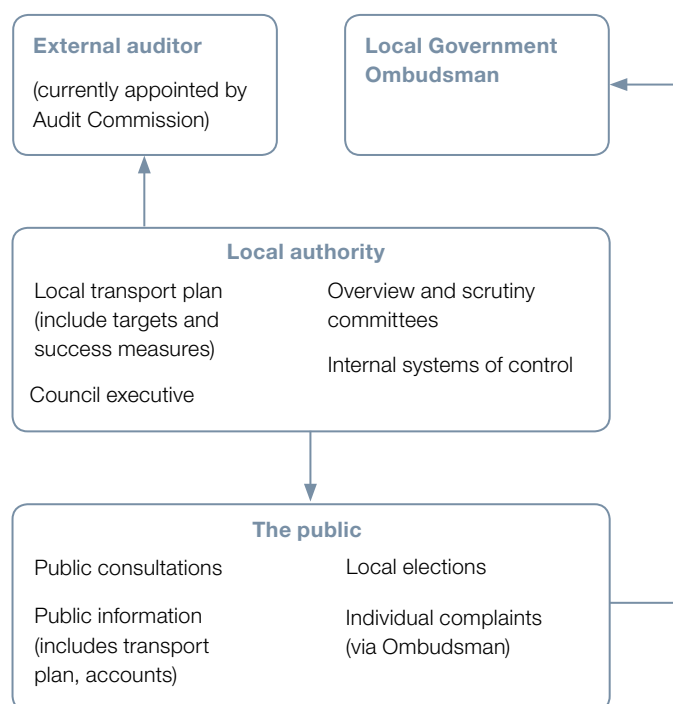 External auditor
(currently appointed by
Audit Commission)
Local Government
Ombudsman
Local authority
Local transport plan
(include targets and
success measures)
Council executive
Overview and scrutiny
committees
Internal systems of control
The public
Public consultations
Public information
(includes transport
plan, accounts)
Local elections
Individual complaints
(via Ombudsman)